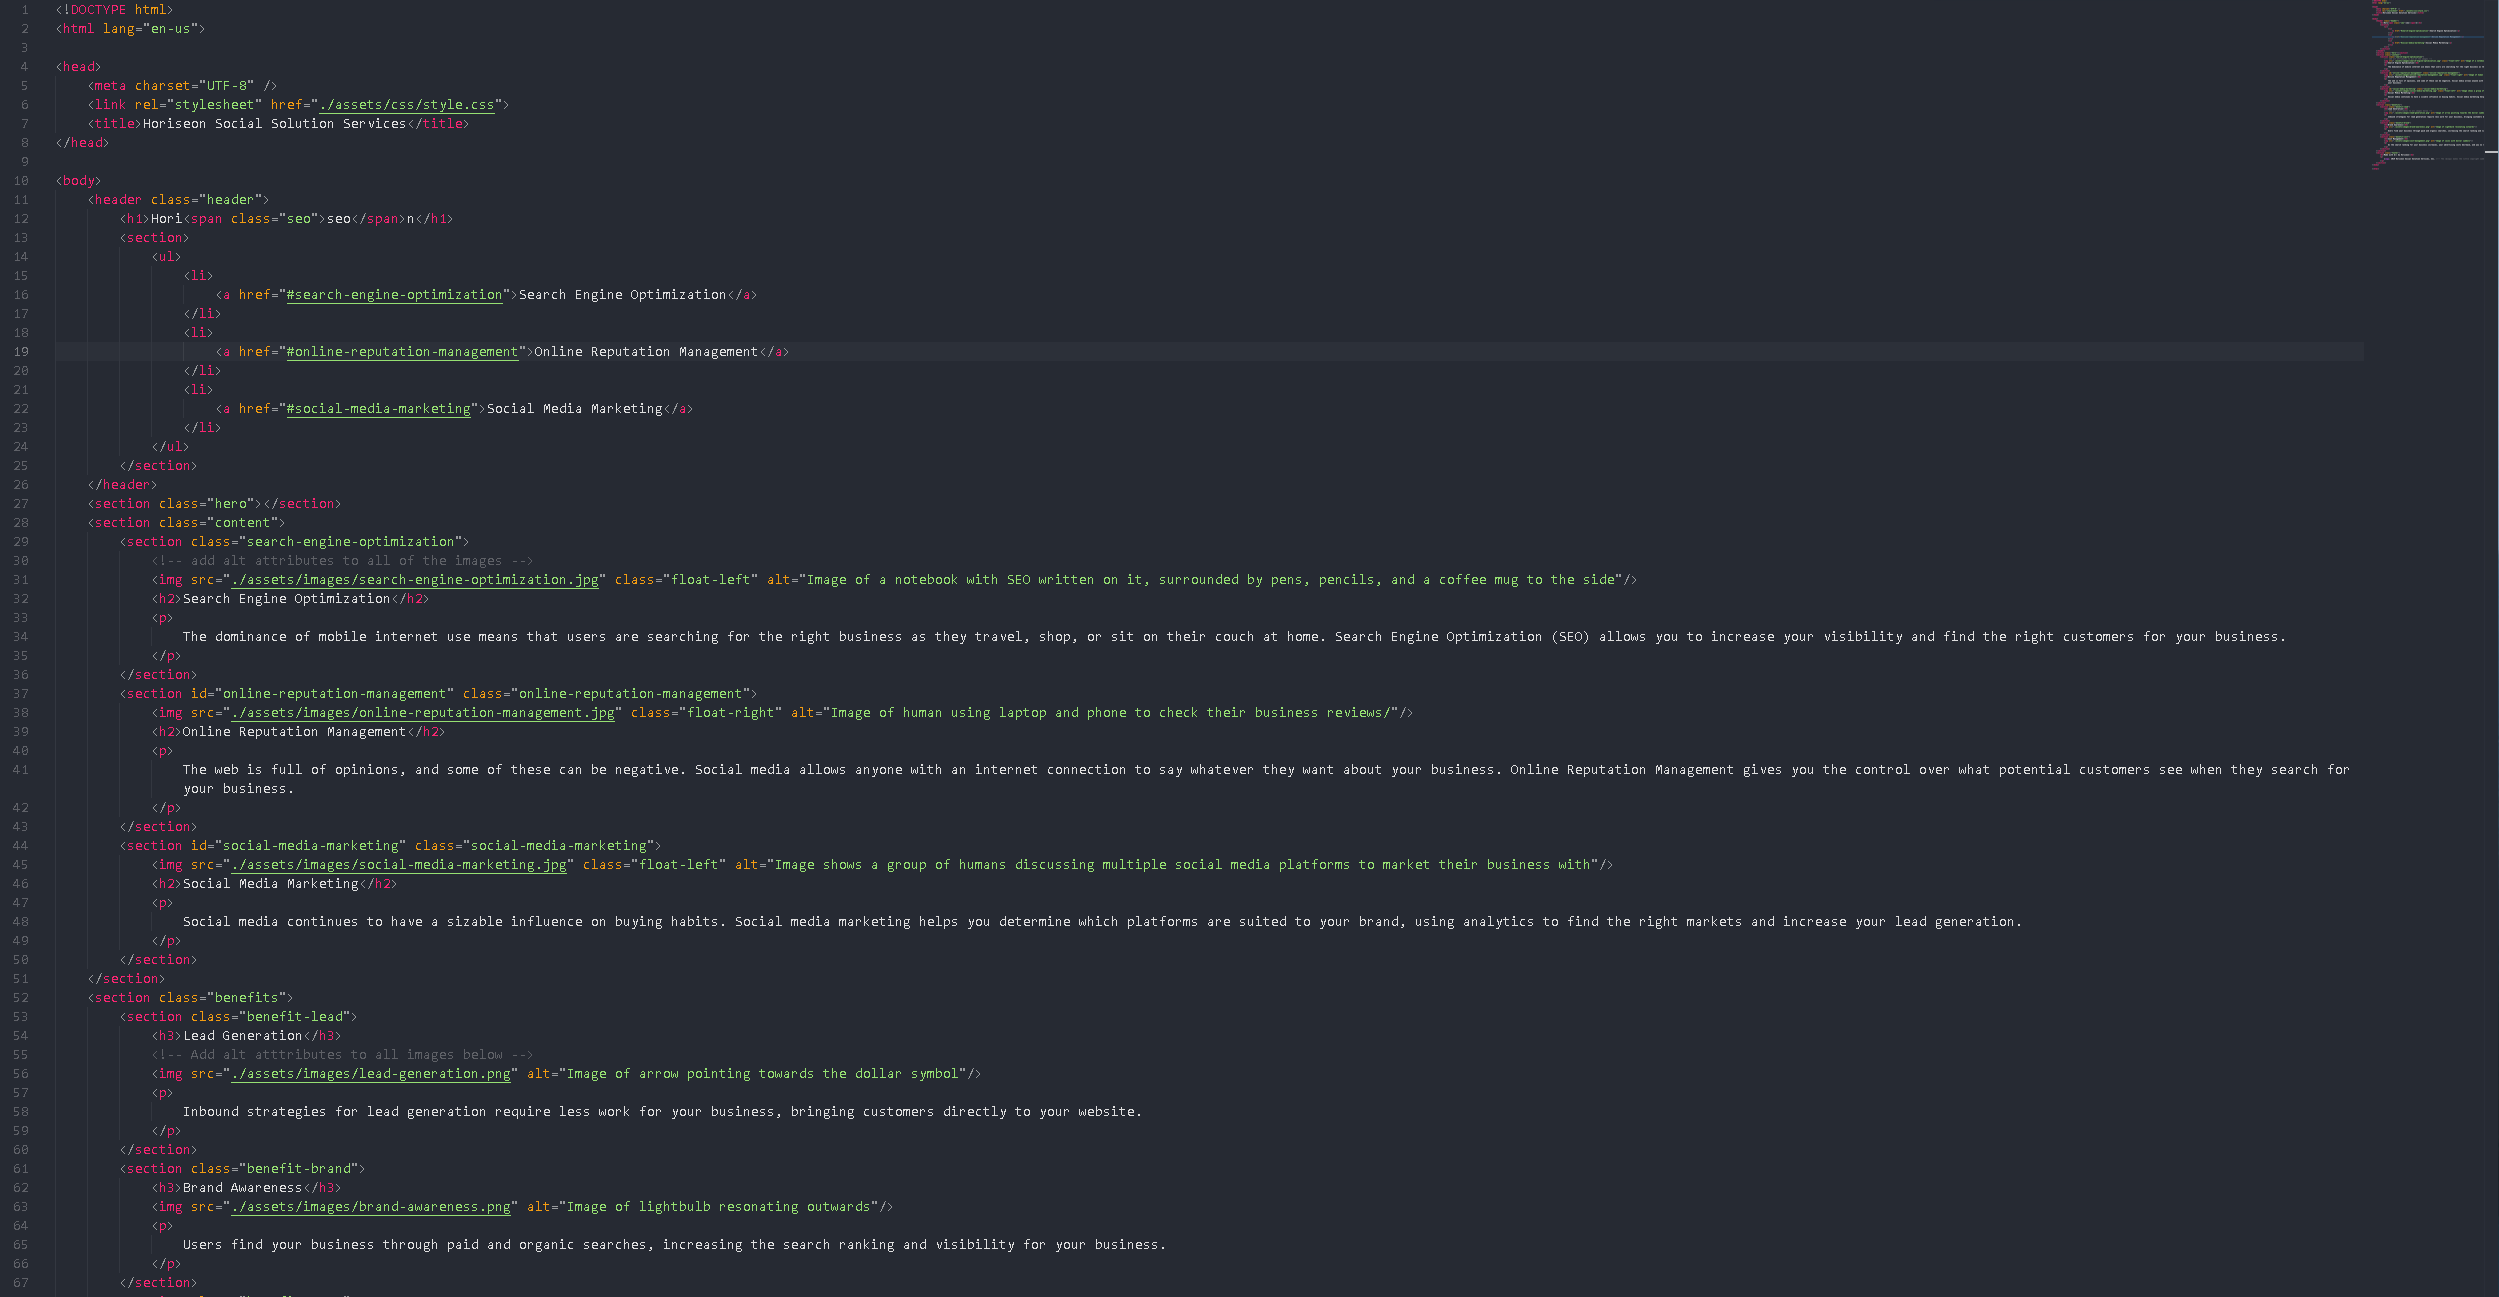 1 <!DOCTYPE html>
2 <html lang="en-us">
3
4 <head>
5 <meta charset="UTF-8" />
6 <link rel="stylesheet" href="./assets/css/style.css">
7 <title>Horiseon Social Solution Services</title>
8 </head>
9
10 <body>
11 <header class="header">
12 <h1>Hori<span class="seo">seo</span>n</h1>
13 <section>
14 <ul>
15 <li>
16 <a href="#search-engine-optimization">Search Engine Optimization</a>
17 </li>
18 <li>
19 <a href="#online-reputation-management">Online Reputation Management</a>
20 </li>
21 <li>
22 <a href="#social-media-marketing">Social Media Marketing</a>
23 </li>
24 </ul>
25 </section>
26 </header>
27 <section class="hero"></section>
28 <section class="content">
29 <section class="search-engine-optimization">
30 <!-- add alt attributes to all of the images -->
31 <img src="./assets/images/search-engine-optimization.jpg" class="float-left" alt="Image of a notebook with SEO written on it, surrounded by pens, pencils, and a coffee mug to the side"/>
32 <h2>Search Engine Optimization</h2>
33 <p>
34 The dominance of mobile internet use means that users are searching for the right business as they travel, shop, or sit on their couch at home. Search Engine Optimization (SEO) allows you to increase your visibility and find the right customers for your business.
35 </p>
36 </section>
37 <section id="online-reputation-management" class="online-reputation-management">
38 <img src="./assets/images/online-reputation-management.jpg" class="float-right" alt="Image of human using laptop and phone to check their business reviews/"/>
39 <h2>Online Reputation Management</h2>
40 <p>
41 The web is full of opinions, and some of these can be negative. Social media allows anyone with an internet connection to say whatever they want about your business. Online Reputation Management gives you the control over what potential customers see when they search for
your business.
42 </p>
43 </section>
44 <section id="social-media-marketing" class="social-media-marketing">
45 <img src="./assets/images/social-media-marketing.jpg" class="float-left" alt="Image shows a group of humans discussing multiple social media platforms to market their business with"/>
46 <h2>Social Media Marketing</h2>
47 <p>
48 Social media continues to have a sizable influence on buying habits. Social media marketing helps you determine which platforms are suited to your brand, using analytics to find the right markets and increase your lead generation.
49 </p>
50 </section>
51 </section>
52 <section class="benefits">
53 <section class="benefit-lead">
54 <h3>Lead Generation</h3>
55 <!-- Add alt atttributes to all images below -->
56 <img src="./assets/images/lead-generation.png" alt="Image of arrow pointing towards the dollar symbol"/>
57 <p>
58 Inbound strategies for lead generation require less work for your business, bringing customers directly to your website.
59 </p>
60 </section>
61 <section class="benefit-brand">
62 <h3>Brand Awareness</h3>
63 <img src="./assets/images/brand-awareness.png" alt="Image of lightbulb resonating outwards"/>
64 <p>
65 Users find your business through paid and organic searches, increasing the search ranking and visibility for your business.
66 </p>
67 </section>